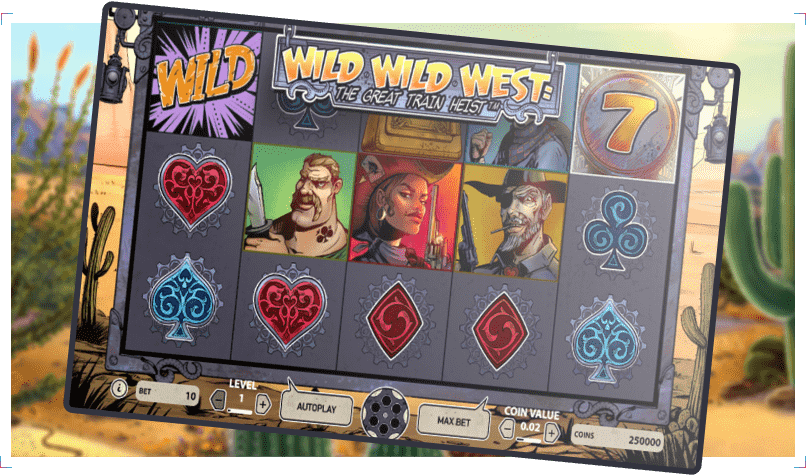 WILD
WILD WILD WEST:
THE GREAT TRAIN HEIST™
7
BET 10
LEVEL
1
AUTOPLAY
MAX BET
COIN VALUE
0.02
COINS 250000